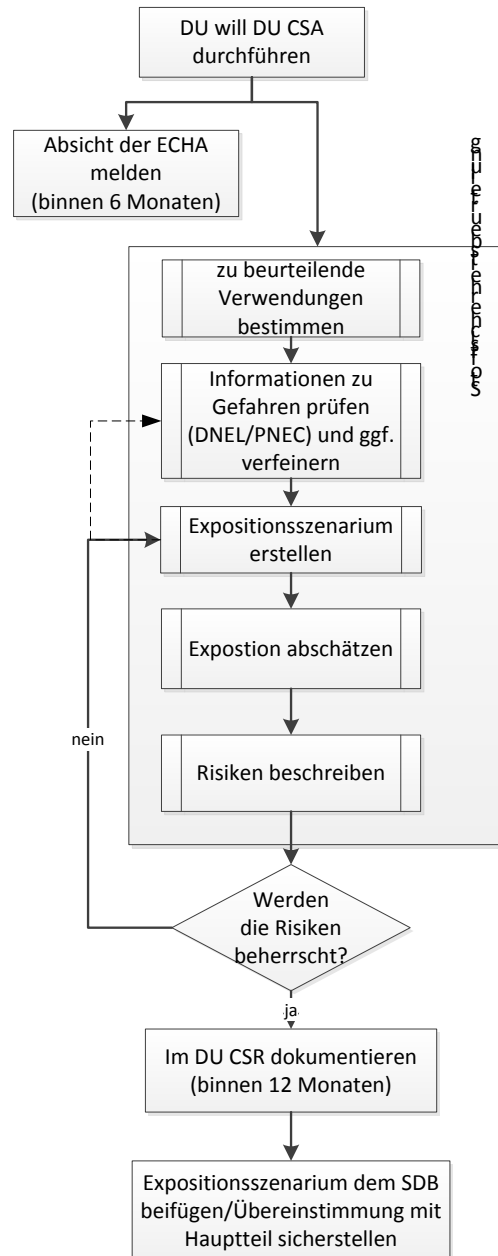 DU will DU CSA
durchführen
Absicht der ECHA
melden
(binnen 6 Monaten)
zu beurteilende
Verwendungen
bestimmen
Informationen zu
Gefahren prüfen
(DNEL/PNEC) und ggf.
verfeinern
Expositionsszenarium
erstellen
Expostion abschätzen
nein
Risiken beschreiben
Werden
die Risiken
beherrscht?
ja
Im DU CSR dokumentieren
(binnen 12 Monaten)
Expositionsszenarium dem SDB
beifügen/Übereinstimmung mit
Hauptteil sicherstellen